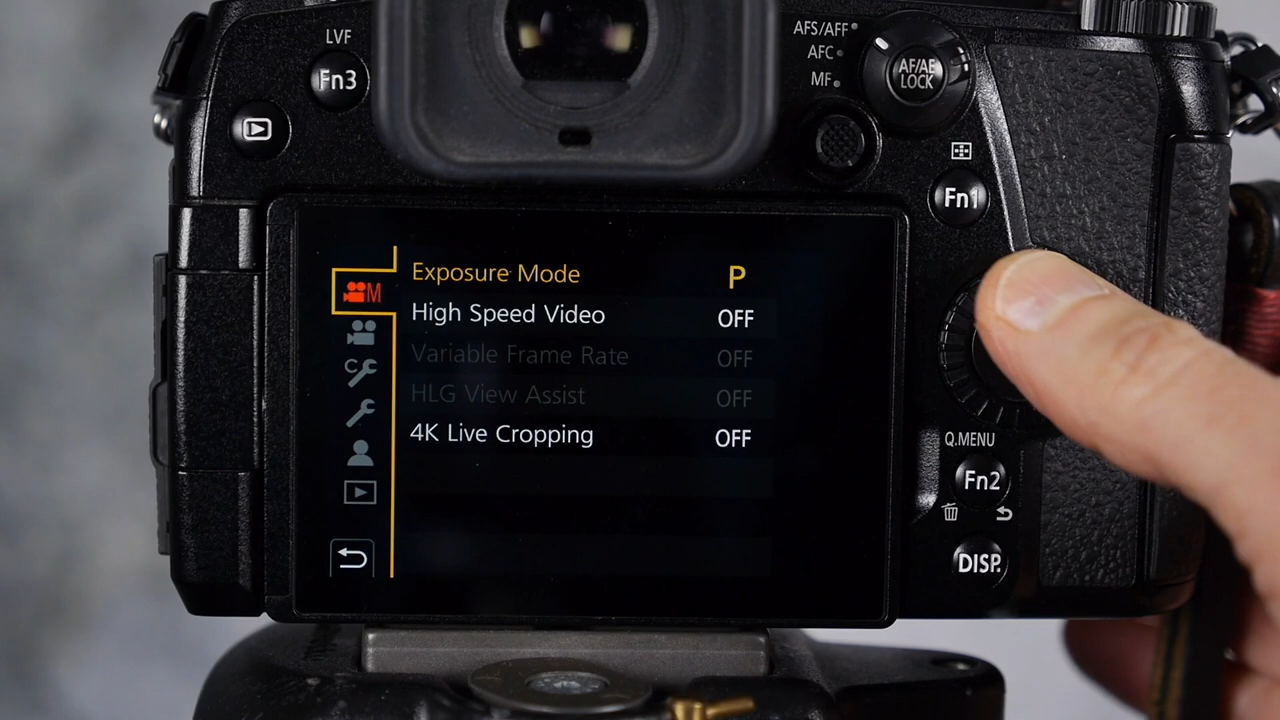 LVF
Fn3
AFS/AFF
AFC
MF
AF/AE
LOCK
Fn1
Exposure Mode P
M
High Speed Video OFF
Variable Frame Rate OFF
C
HLG View Assist OFF
4K Live Cropping OFF
Q.MENU
Fn2
DISP.